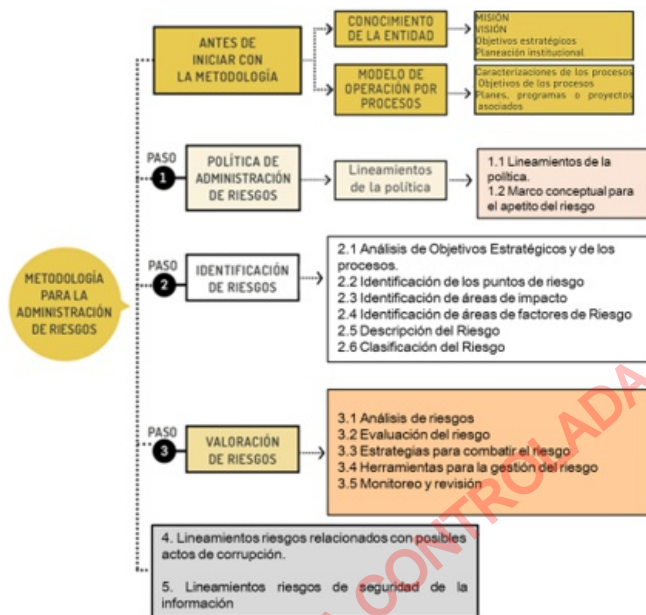 ANTES DE
INICIAR CON
LA METODOLOGÍA
CONOCIMIENTO
DE LA ENTIDAD
MISIÓN
VISIÓN
Objetivos estratégicos
Planeación institucional
MODELO DE
OPERACIÓN POR
PROCESOS
Caracterizaciones de los procesos
Objetivos de los procesos
Planes, programas o proyectos
asociados
PASO
1
POLÍTICA DE
ADMINISTRACIÓN
DE RIESGOS
Lineamientos
de la política
1.1 Lineamientos de la
política.
1.2 Marco conceptual para
el apetito del riesgo
METODOLOGÍA
PARA LA
ADMINISTRACIÓN
DE RIESGOS
PASO
2
IDENTIFICACIÓN
DE RIESGOS
2.1 Análisis de Objetivos Estratégicos y de los
procesos.
2.2 Identificación de los puntos de riesgo
2.3 Identificación de áreas de impacto
2.4 Identificación de áreas de factores de Riesgo
2.5 Descripción del Riesgo
2.6 Clasificación del Riesgo
PASO
3
VALORACIÓN
DE RIESGOS
3.1 Análisis de riesgos
3.2 Evaluación del riesgo
3.3 Estrategias para combatir el riesgo
3.4 Herramientas para la gestión del riesgo
3.5 Monitoreo y revisión
4. Lineamientos riesgos relacionados con posibles
actos de corrupción.
5. Lineamientos riesgos de seguridad de la
información
CONTROLADA